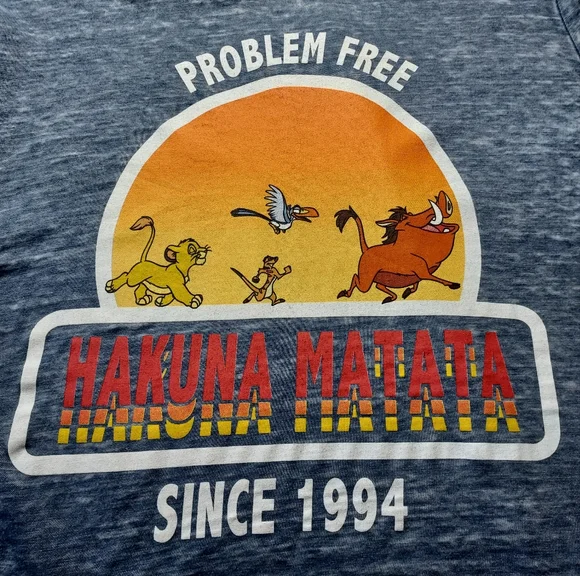 PROBLEM FREE
HAKUNA MATATA
SINCE 1994